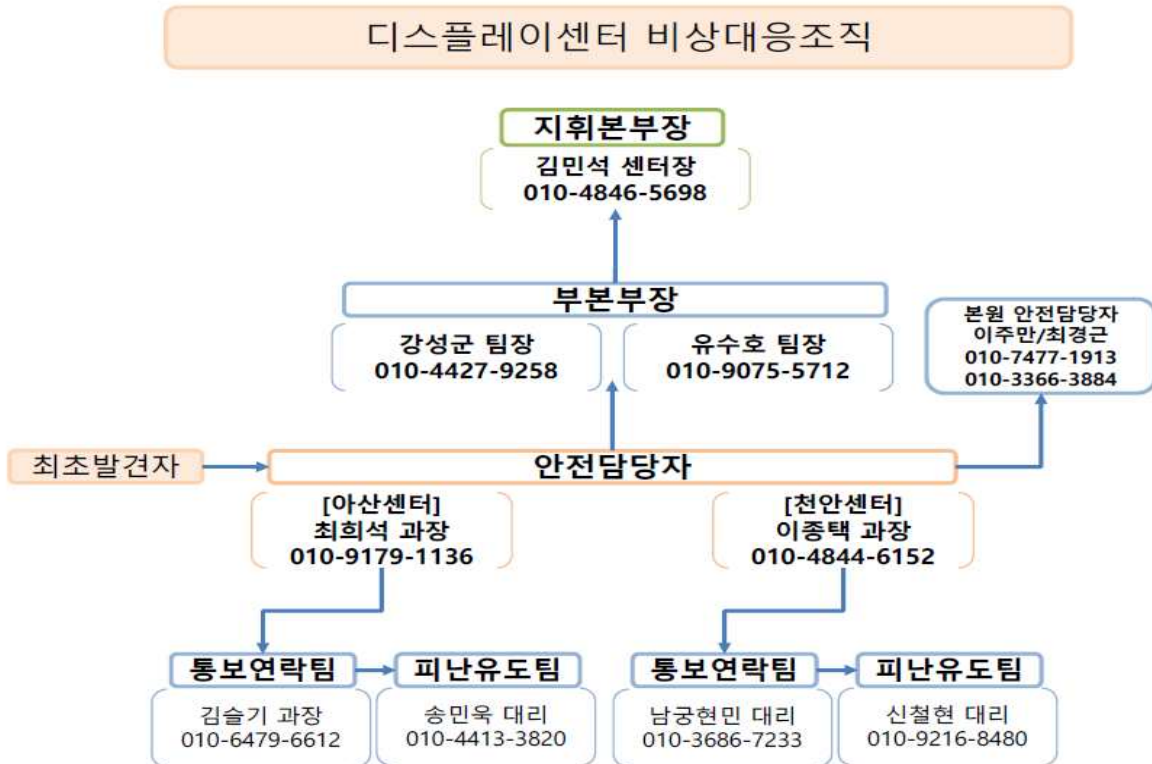 디스플레이센터 비상대응조직
지휘본부장
김민석 센터장
010-4846-5698
부본부장
강성군 팀장
010-4427-9258
유수호 팀장
010-9075-5712
본원 안전담당자
이주만/최경근
010-7477-1913
010-3366-3884
최초발견자
안전담당자
[아산센터]
최희석 과장
010-9179-1136
[천안센터]
이종택 과장
010-4844-6152
통보연락팀
김슬기 과장
010-6479-6612
피난유도팀
송민욱 대리
010-4413-3820
통보연락팀
남궁현민 대리
010-3686-7233
피난유도팀
신철현 대리
010-9216-8480